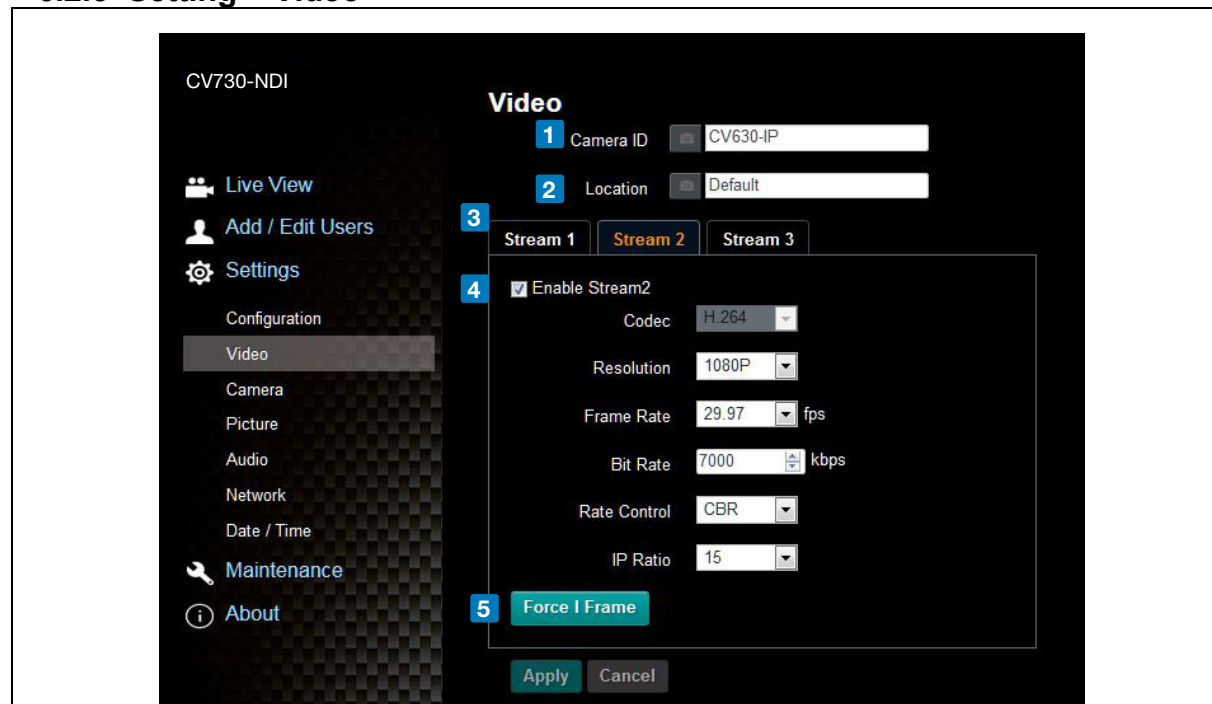 CV730-NDI
Video
1 Camera ID CV630-IP
2 Location Default
Live View
Add / Edit Users
Settings
Configuration
Video
Camera
Picture
Audio
Network
Date / Time
Maintenance
About
3 Stream 1 Stream 2 Stream 3
4 Enable Stream2
Codec H.264
Resolution 1080P
Frame Rate 29.97 fps
Bit Rate 7000 kbps
Rate Control CBR
IP Ratio 15
5 Force I Frame
Apply Cancel